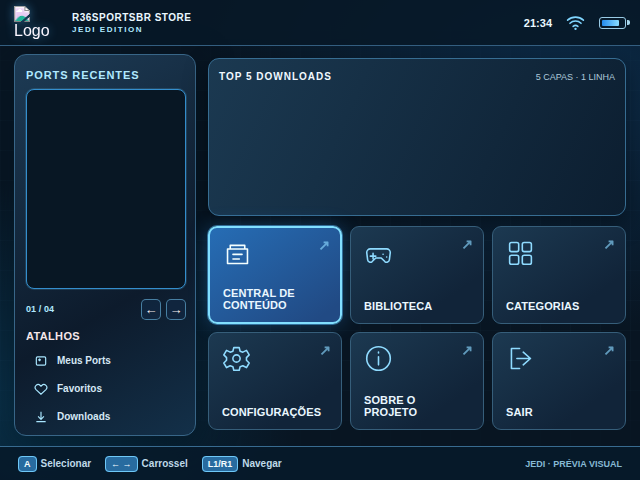 Logo
R36SPORTSBR STORE
JEDI EDITION
21:34
PORTS RECENTES
01 / 04
← →
ATALHOS
Meus Ports
Favoritos
Downloads
TOP 5 DOWNLOADS
5 CAPAS · 1 LINHA
CENTRAL DE
CONTEÚDO
BIBLIOTECA
CATEGORIAS
CONFIGURAÇÕES
SOBRE O
PROJETO
SAIR
A Selecionar ← → Carrossel L1/R1 Navegar
JEDI · PRÉVIA VISUAL